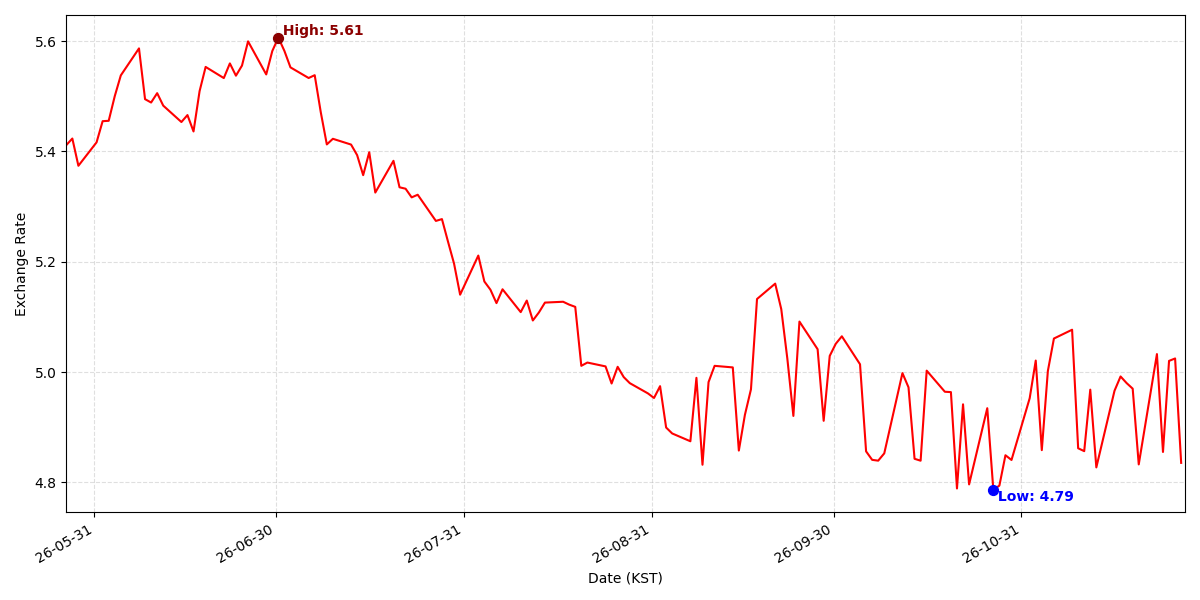 High: 5.61
5.6
5.4
5.2
5.0
4.8
Exchange Rate
Low: 4.79
26-05-31
26-06-30
26-07-31
26-08-31
26-09-30
26-10-31
Date (KST)